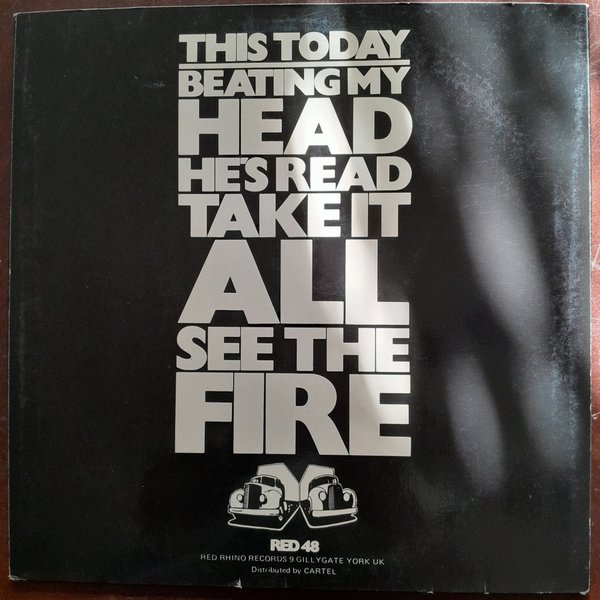 THIS TODAY
BEATING MY
HEAD
HE'S READ
TAKE IT
ALL
SEE THE
FIRE
RED 48
RED RHINO RECORDS 9 GILLYGATE YORK UK
Distributed by CARTEL